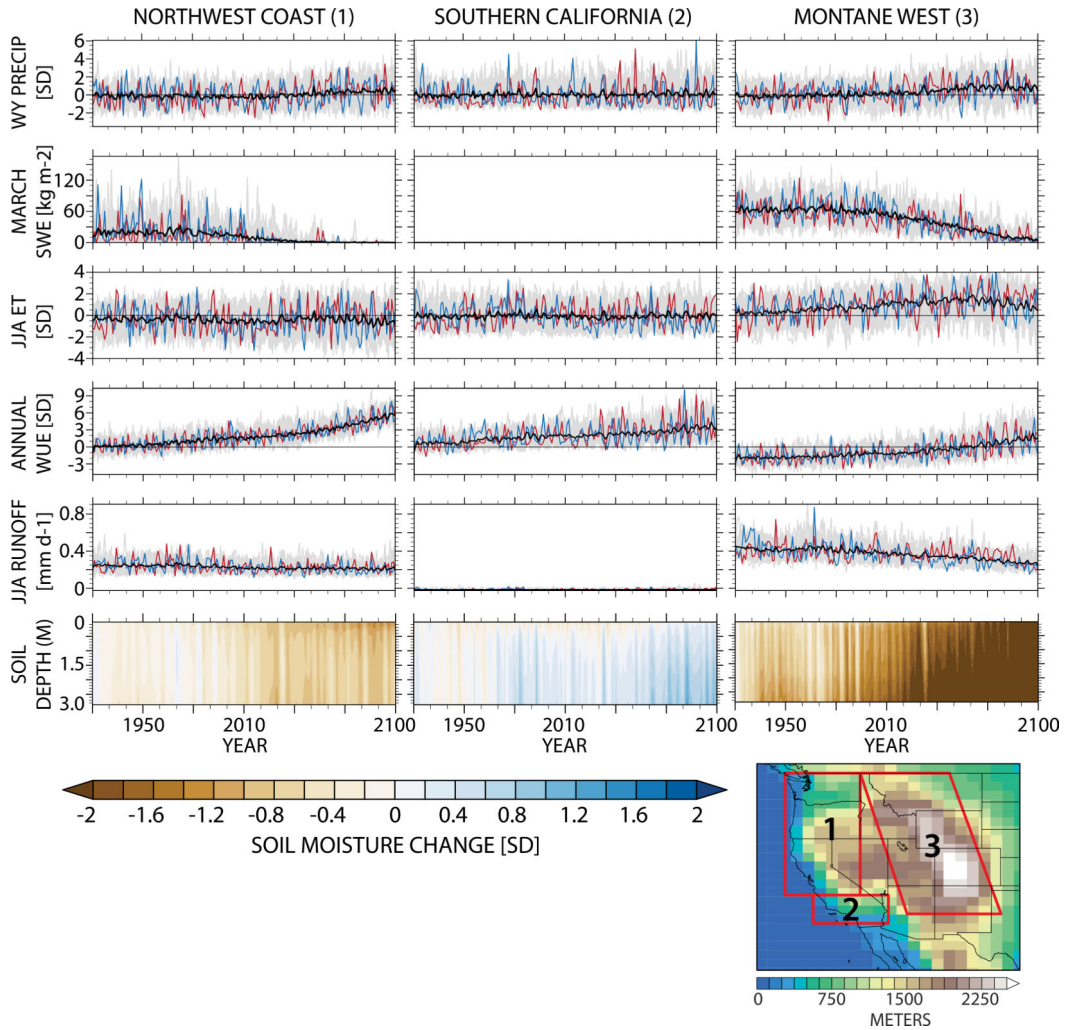 NORTHWEST COAST (1) SOUTHERN CALIFORNIA (2) MONTANE WEST (3)
WY PRECIP
[SD]
6
4
2
0
-2
MARCH
SWE [kg m-2]
120
60
0
JJA ET
[SD]
4
2
0
-2
-4
ANNUAL
WUE [SD]
9
6
3
0
-3
JJA RUNOFF
[mm d-1]
0.8
0.4
0
SOIL
DEPTH (M)
0
1.5
3.0
1950 2010 2100 1950 2010 2100 1950 2010 2100
YEAR YEAR YEAR
-2 -1.6 -1.2 -0.8 -0.4 0 0.4 0.8 1.2 1.6 2
SOIL MOISTURE CHANGE [SD]
1
3
2
0 750 1500 2250
METERS